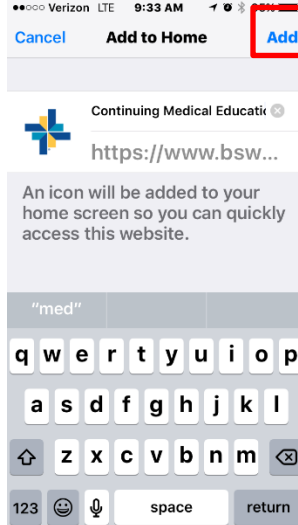 Verizon LTE 9:33 AM
Cancel Add to Home Add
Continuing Medical Educatic
https://www.bsw...
An icon will be added to your
home screen so you can quickly
access this website.
"med"
q w e r t y u i o p
a s d f g h j k l
z x c v b n m
123 space return